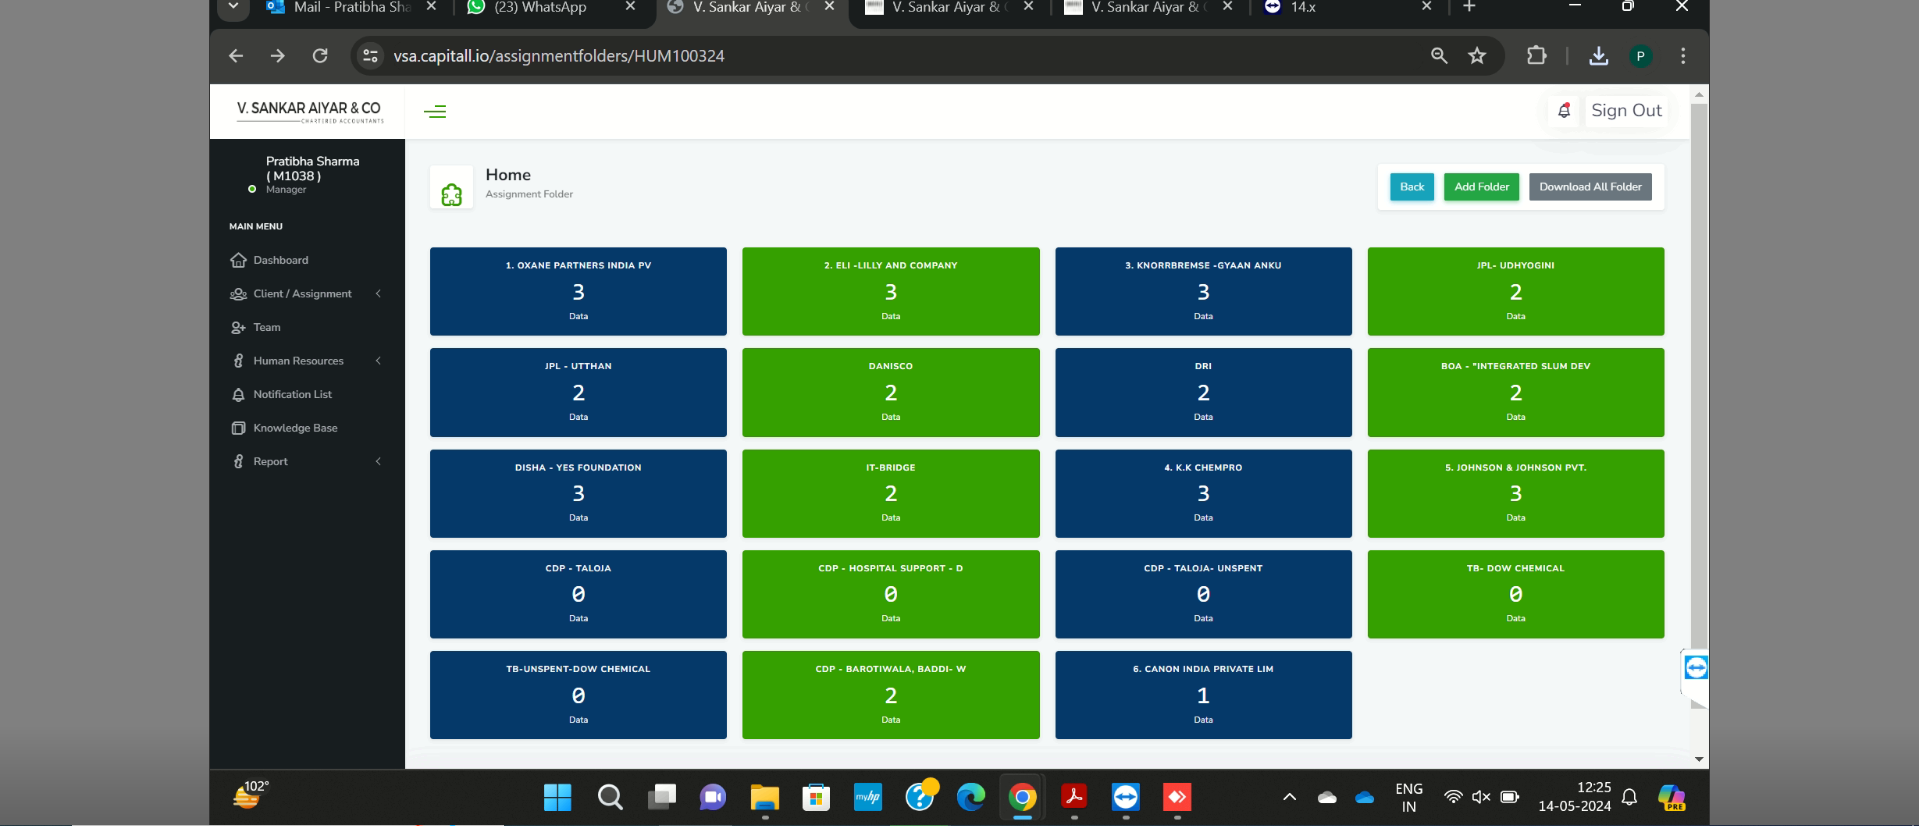 Mail - Pratibha Sha
(23) WhatsApp
V. Sankar Aiyar &
V. Sankar Aiyar &
V. Sankar Aiyar &
14.x
vsa.capitall.io/assignmentfolders/HUM100324
P
V. SANKAR AIYAR & CO
CHARTERED ACCOUNTANTS
Sign Out
Pratibha Sharma
( M1038 )
Manager
MAIN MENU
Dashboard
Client / Assignment
Team
Human Resources
Notification List
Knowledge Base
Report
Home
Assignment Folder
Back
Add Folder
Download All Folder
1. OXANE PARTNERS INDIA PV
3
Data
2. ELI -LILLY AND COMPANY
3
Data
3. KNORRBREMSE -GYAAN ANKU
3
Data
JPL- UDHYOGINI
2
Data
JPL - UTTHAN
2
Data
DANISCO
2
Data
DRI
2
Data
BOA - "INTEGRATED SLUM DEV
2
Data
DISHA - YES FOUNDATION
3
Data
IT-BRIDGE
2
Data
4. K.K CHEMPRO
3
Data
5. JOHNSON & JOHNSON PVT.
3
Data
CDP - TALOJA
0
Data
CDP - HOSPITAL SUPPORT - D
0
Data
CDP - TALOJA- UNSPENT
0
Data
TB- DOW CHEMICAL
0
Data
TB-UNSPENT-DOW CHEMICAL
0
Data
CDP - BAROTIWALA, BADDI- W
2
Data
6. CANON INDIA PRIVATE LIM
1
Data
102°
myhp
ENG
IN
12:25
14-05-2024
PRE